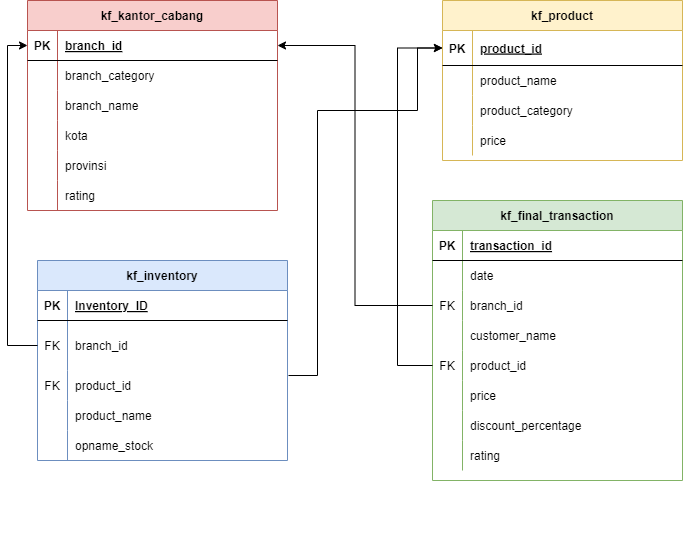 kf_kantor_cabang
PK branch_id
branch_category
branch_name
kota
provinsi
rating
kf_product
PK product_id
product_name
product_category
price
kf_inventory
PK Inventory_ID
FK branch_id
FK product_id
product_name
opname_stock
kf_final_transaction
PK transaction_id
date
FK branch_id
customer_name
FK product_id
price
discount_percentage
rating